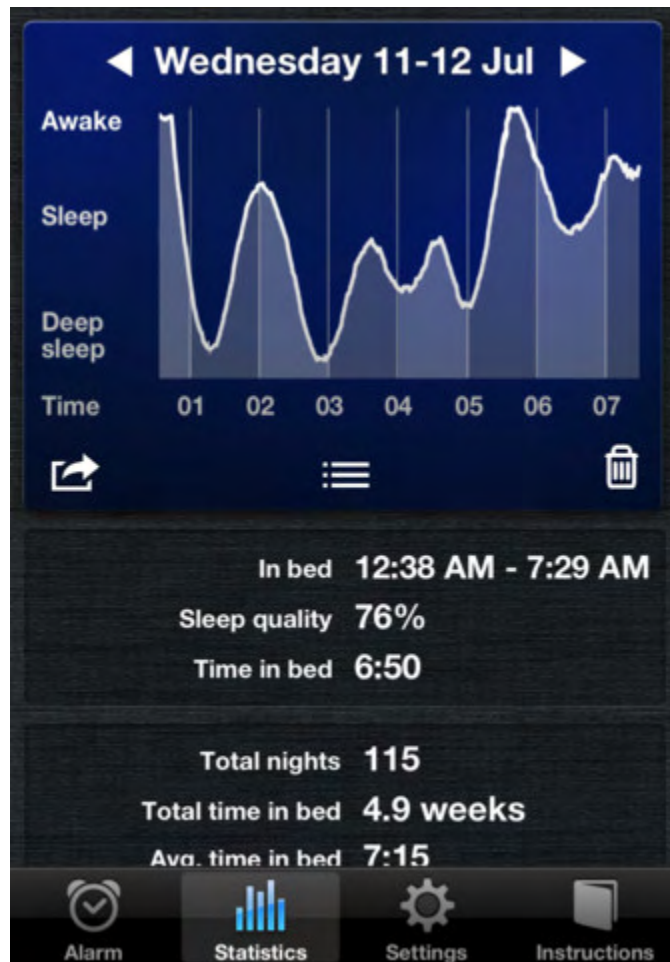 Wednesday 11-12 Jul
Awake
Sleep
Deep
sleep
Time 01 02 03 04 05 06 07
In bed 12:38 AM - 7:29 AM
Sleep quality 76%
Time in bed 6:50
Total nights 115
Total time in bed 4.9 weeks
Avg. time in bed 7:15
Alarm Statistics Settings Instructions